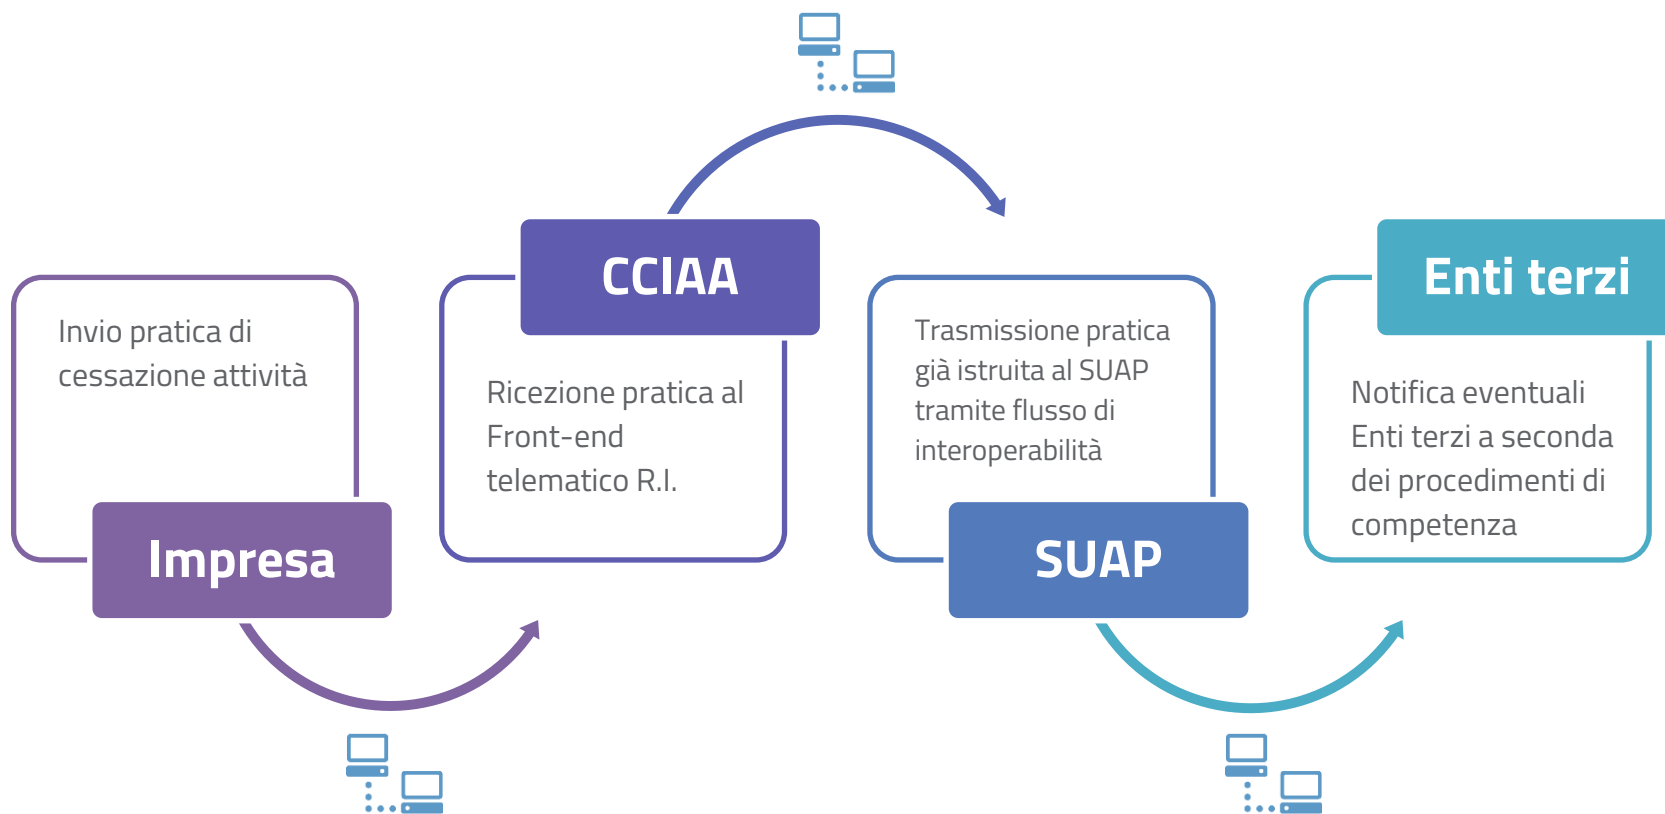 Invio pratica di
cessazione attività
Impresa
CCIAA
Ricezione pratica al
Front-end
telematico R.I.
Trasmissione pratica
già istruita al SUAP
tramite flusso di
interoperabilità
SUAP
Enti terzi
Notifica eventuali
Enti terzi a seconda
dei procedimenti di
competenza